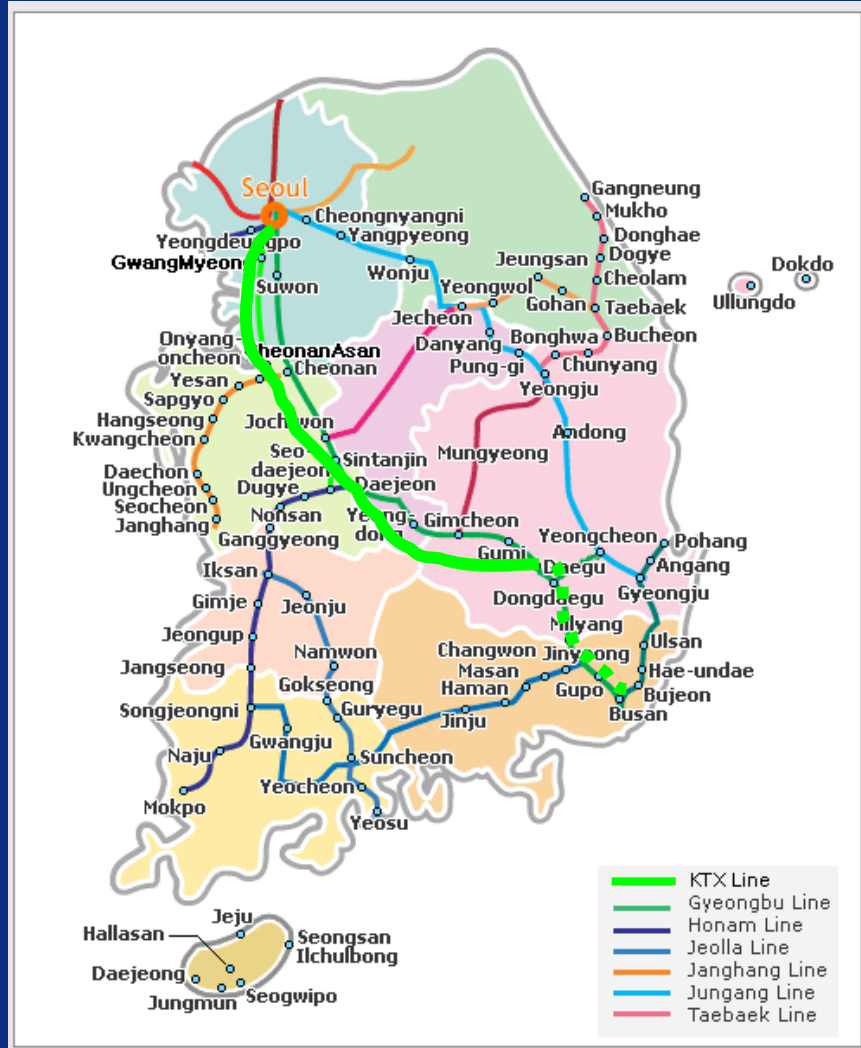 Seoul
Cheongnyangni
Yeongdeungpo
Yangpyeong
GwangMyeong
Suwon
Wonju
Gangneung
Mukho
Donghae
Dogye
Jeungsan
Cheolam
Yeongwol
Gohan
Taebaek
Dokdo
Ullungdo
Jecheon
Danyang
Bonghwa
Bucheon
Pung-gi
Chunyang
Yeongju
Onyang-
oncheon
CheonanAsan
Cheonan
Yesan
Sapgyo
Hangseong
Kwangcheon
Jochiwon
Andong
Mungyeong
Seo-
daejeon
Sintanjin
Daechon
Ungcheon
Seocheon
Janghang
Dugye
Daejeon
Nonsan
Yeong-
dong
Gimcheon
Ganggyeong
Gumi
Yeongcheon
Pohang
Daegu
Angang
Iksan
Dongdaegu
Gyeongju
Gimje
Jeonju
Milyang
Jeongup
Changwon
Jinyeong
Ulsan
Namwon
Masan
Jangseong
Haman
Gupo
Hae-undae
Gokseong
Bujeon
Songjeongni
Guryegu
Jinju
Busan
Gwangju
Naju
Suncheon
Yeocheon
Mokpo
Yeosu
KTX Line
Gyeongbu Line
Honam Line
Jeolla Line
Janghang Line
Jungang Line
Taebaek Line
Jeju
Hallasan
Seongsan
Ilchulbong
Daejeong
Jungmun
Seogwipo